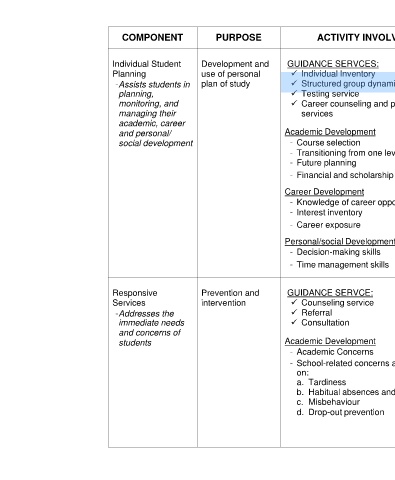 COMPONENT
PURPOSE
ACTIVITY
Individual Student
Planning
-Assists students in
planning,
monitoring, and
managing their
academic, career
and personal/
social development
Development and
use of personal
plan of study
GUIDANCE SERVCES:
✓ Individual Inventory
✓ Structured group
✓ Testing service
✓ Career counseling and
services
Academic Development
- Course selection
- Transitioning from one
- Future planning
- Financial and scholarship
Career Development
- Knowledge of career
- Interest inventory
- Career exposure
Personal/social Development
- Decision-making skills
- Time management skills
Responsive
Services
-Addresses the
immediate needs
and concerns of
students
Prevention and
intervention
GUIDANCE SERVCE:
✓ Counseling service
✓ Referral
✓ Consultation
Academic Development
- Academic Concerns
- School-related concerns
on:
a. Tardiness
b. Habitual absences and
c. Misbehaviour
d. Drop-out prevention